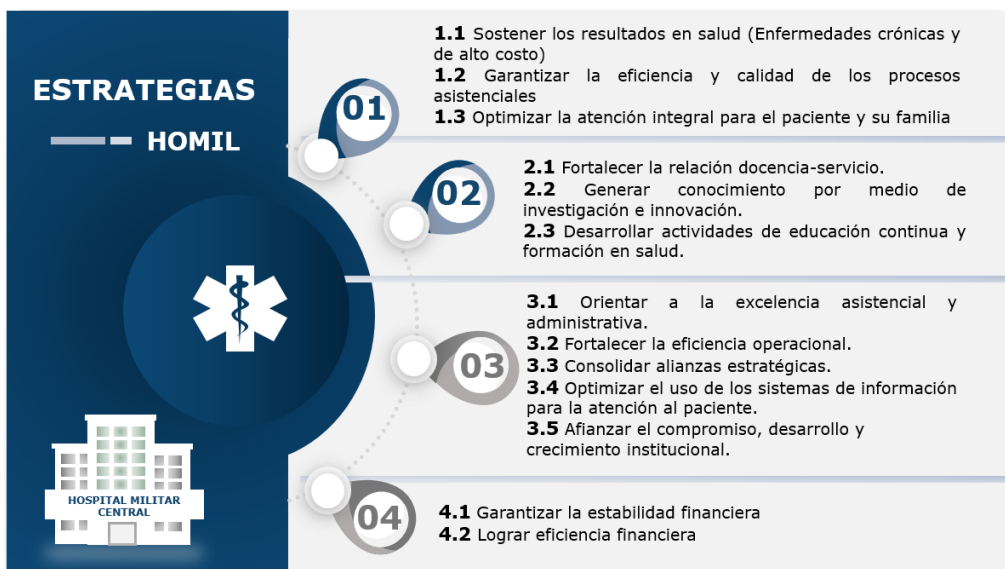 ESTRATEGIAS
HOMIL
HOSPITAL MILITAR
CENTRAL
01
1.1 Sostener los resultados en salud (Enfermedades crónicas y
de alto costo)
1.2 Garantizar la eficiencia y calidad de los procesos
asistenciales
1.3 Optimizar la atención integral para el paciente y su familia
02
2.1 Fortalecer la relación docencia-servicio.
2.2 Generar conocimiento por medio de
investigación e innovación.
2.3 Desarrollar actividades de educación continua y
formación en salud.
03
3.1 Orientar a la excelencia asistencial y
administrativa.
3.2 Fortalecer la eficiencia operacional.
3.3 Consolidar alianzas estratégicas.
3.4 Optimizar el uso de los sistemas de información
para la atención al paciente.
3.5 Afianzar el compromiso, desarrollo y
crecimiento institucional.
04
4.1 Garantizar la estabilidad financiera
4.2 Lograr eficiencia financiera